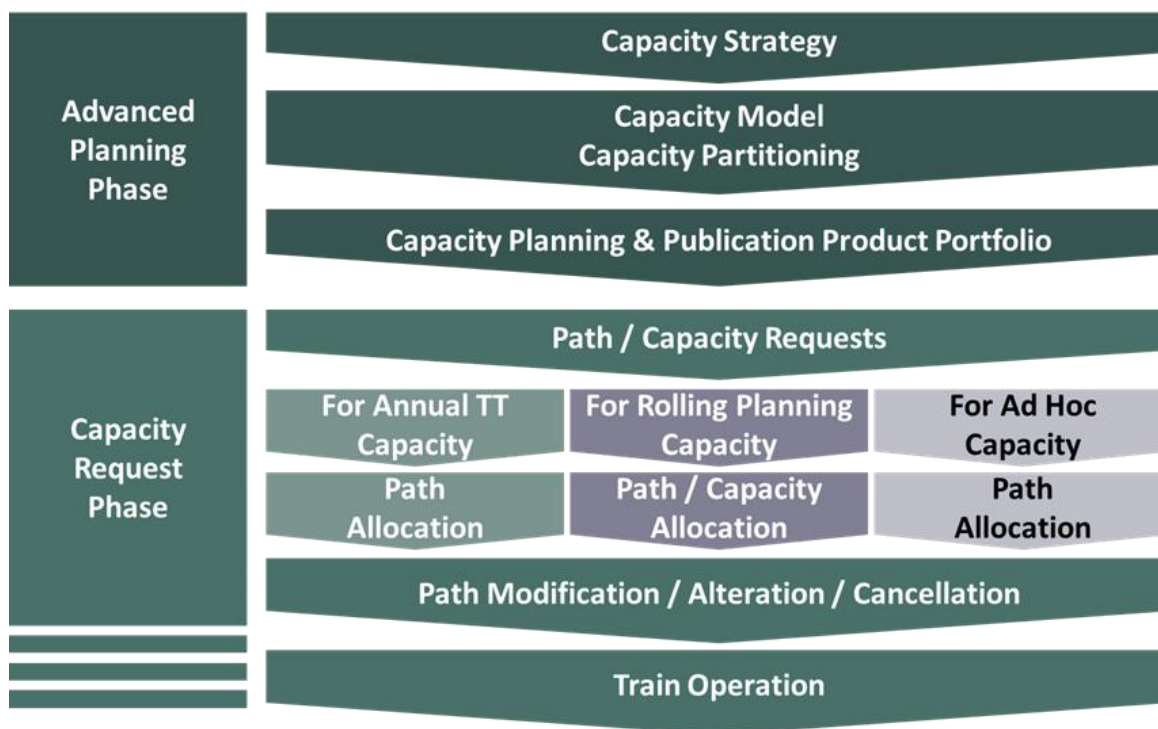 Advanced
Planning
Phase
Capacity Strategy
Capacity Model
Capacity Partitioning
Capacity Planning & Publication Product Portfolio
Capacity
Request
Phase
Path / Capacity Requests
For Annual TT
Capacity
For Rolling Planning
Capacity
For Ad Hoc
Capacity
Path
Allocation
Path / Capacity
Allocation
Path
Allocation
Path Modification / Alteration / Cancellation
Train Operation